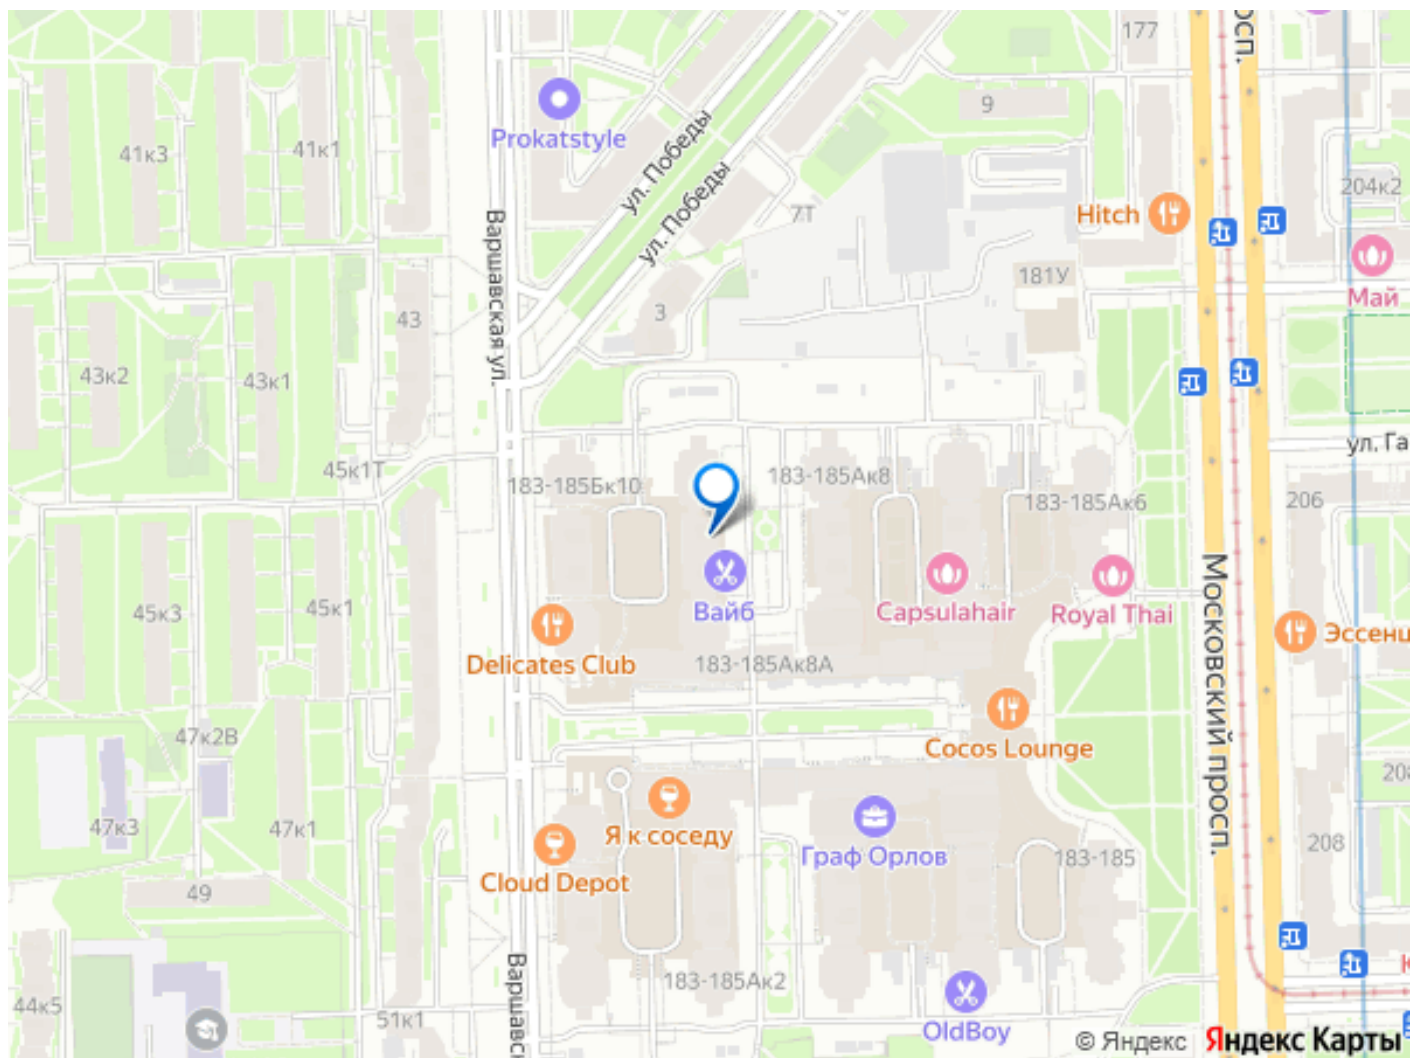 177
9
Prokatstyle
ул. Победы
ул. Победы
41к3
41к1
204к2
7Т
Hitch
Варшавская ул.
181У
Май
3
43
43к2
43к1
ул. Га
45к1Т
183-185Бк10
183-185Ак8
183-185Ак6
206
Вайб
Capsulahair
Royal Thai
Московский просп.
45к3
45к1
Эссенц
Delicates Club
183-185Ак8А
47к2В
Cocos Lounge
208
47к3
47к1
Я к соседу
Граф Орлов
183-185
Cloud Depot
49
183-185Ак2
44к5
51к1
OldBoy
© Яндекс
Яндекс Карты